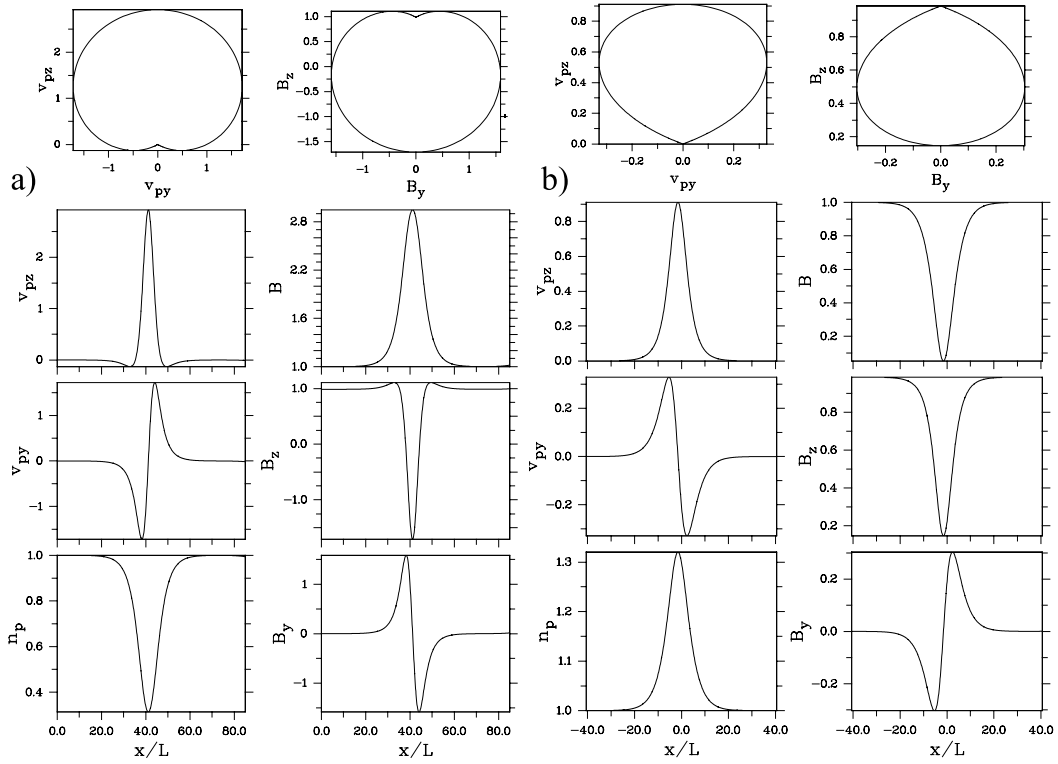 v_pz
2
1
0
−1 0 1
v_py
B_z
1.0
0.5
0.0
−0.5
−1.0
−1.5
−1 0 1
B_y
v_pz
0.8
0.6
0.4
0.2
0.0
−0.2 0.0 0.2
v_py
B_z
0.8
0.6
0.4
0.2
−0.2 0.0 0.2
B_y
a)
b)
v_pz
2
1
0
B
2.8
2.2
1.6
1.0
v_pz
0.8
0.6
0.4
0.2
0.0
B
1.0
0.8
0.6
0.4
0.2
v_py
1
0
−1
B_z
1.0
0.0
−1.0
v_py
0.2
0.0
−0.2
B_z
0.8
0.6
0.4
0.2
n_p
1.0
0.8
0.6
0.4
0.0 20.0 40.0 60.0 80.0
x/L
B_y
1
0
−1
0.0 20.0 40.0 60.0 80.0
x/L
n_p
1.3
1.2
1.1
1.0
−40.0 −20.0 0.0 20.0 40.0
x/L
B_y
0.2
0.0
−0.2
−40.0 −20.0 0.0 20.0 40.0
x/L